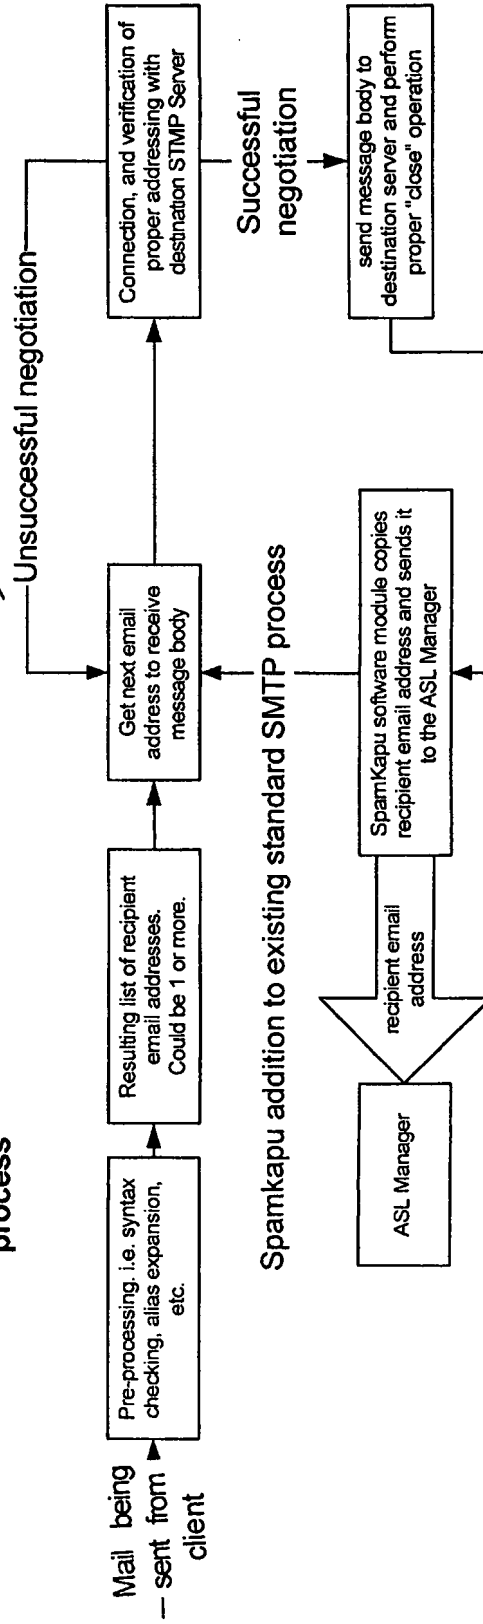 process
Mail being
sent from
client
Pre-processing. i.e. syntax
checking, alias expansion,
etc.
Resulting list of recipient
email addresses.
Could be 1 or more.
Get next email
address to receive
message body
Unsuccessful negotiation
Connection, and verification of
proper addressing with
destination STMP Server
Successful
negotiation
send message body to
destination server and perform
proper "close" operation
Spamkapu addition to existing standard SMTP process
SpamKapu software module copies
recipient email address and sends it
to the ASL Manager
recipient email
address
ASL Manager